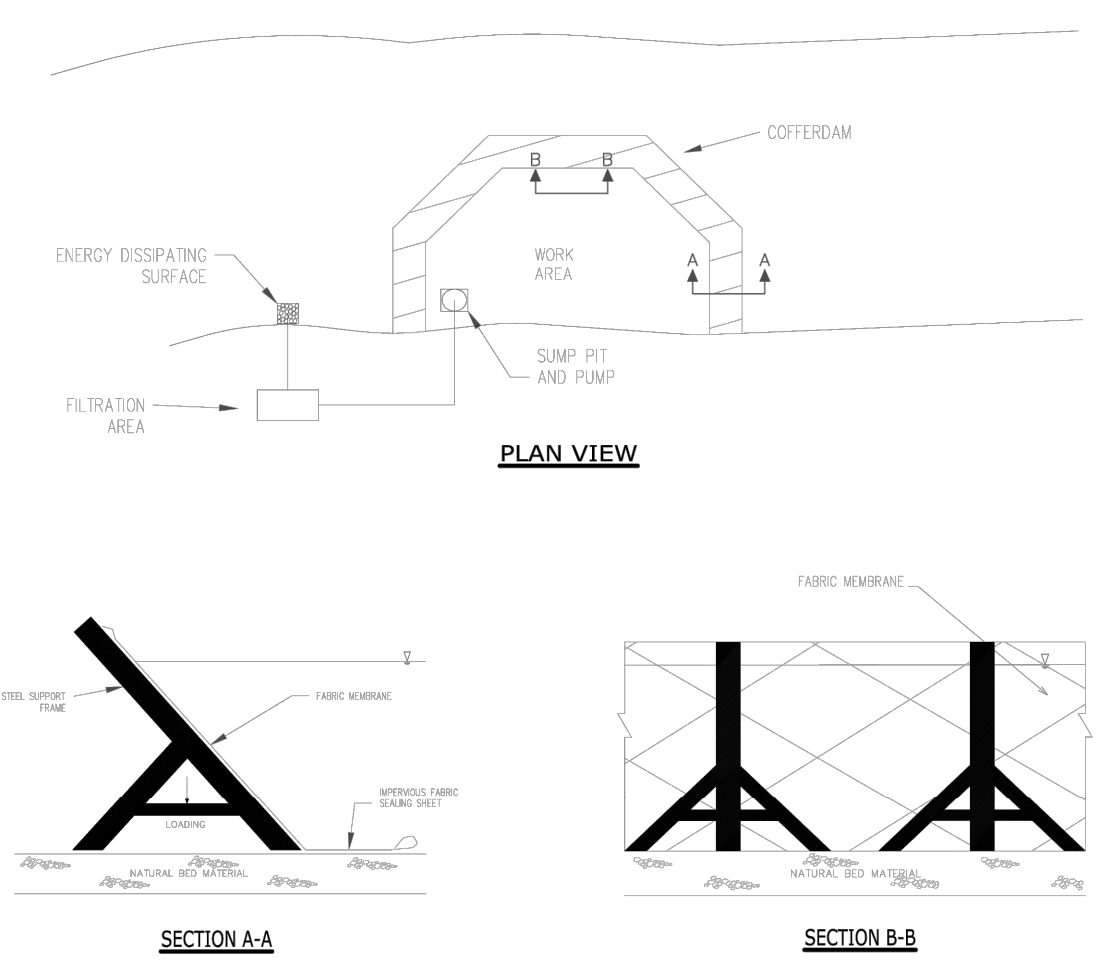 COFFERDAM
B B
ENERGY DISSIPATING
SURFACE
WORK
AREA
A A
SUMP PIT
AND PUMP
FILTRATION
AREA
PLAN VIEW
FABRIC MEMBRANE
STEEL SUPPORT
FRAME
FABRIC MEMBRANE
IMPERVIOUS FABRIC
SEALING SHEET
LOADING
NATURAL BED MATERIAL
NATURAL BED MATERIAL
SECTION A-A
SECTION B-B